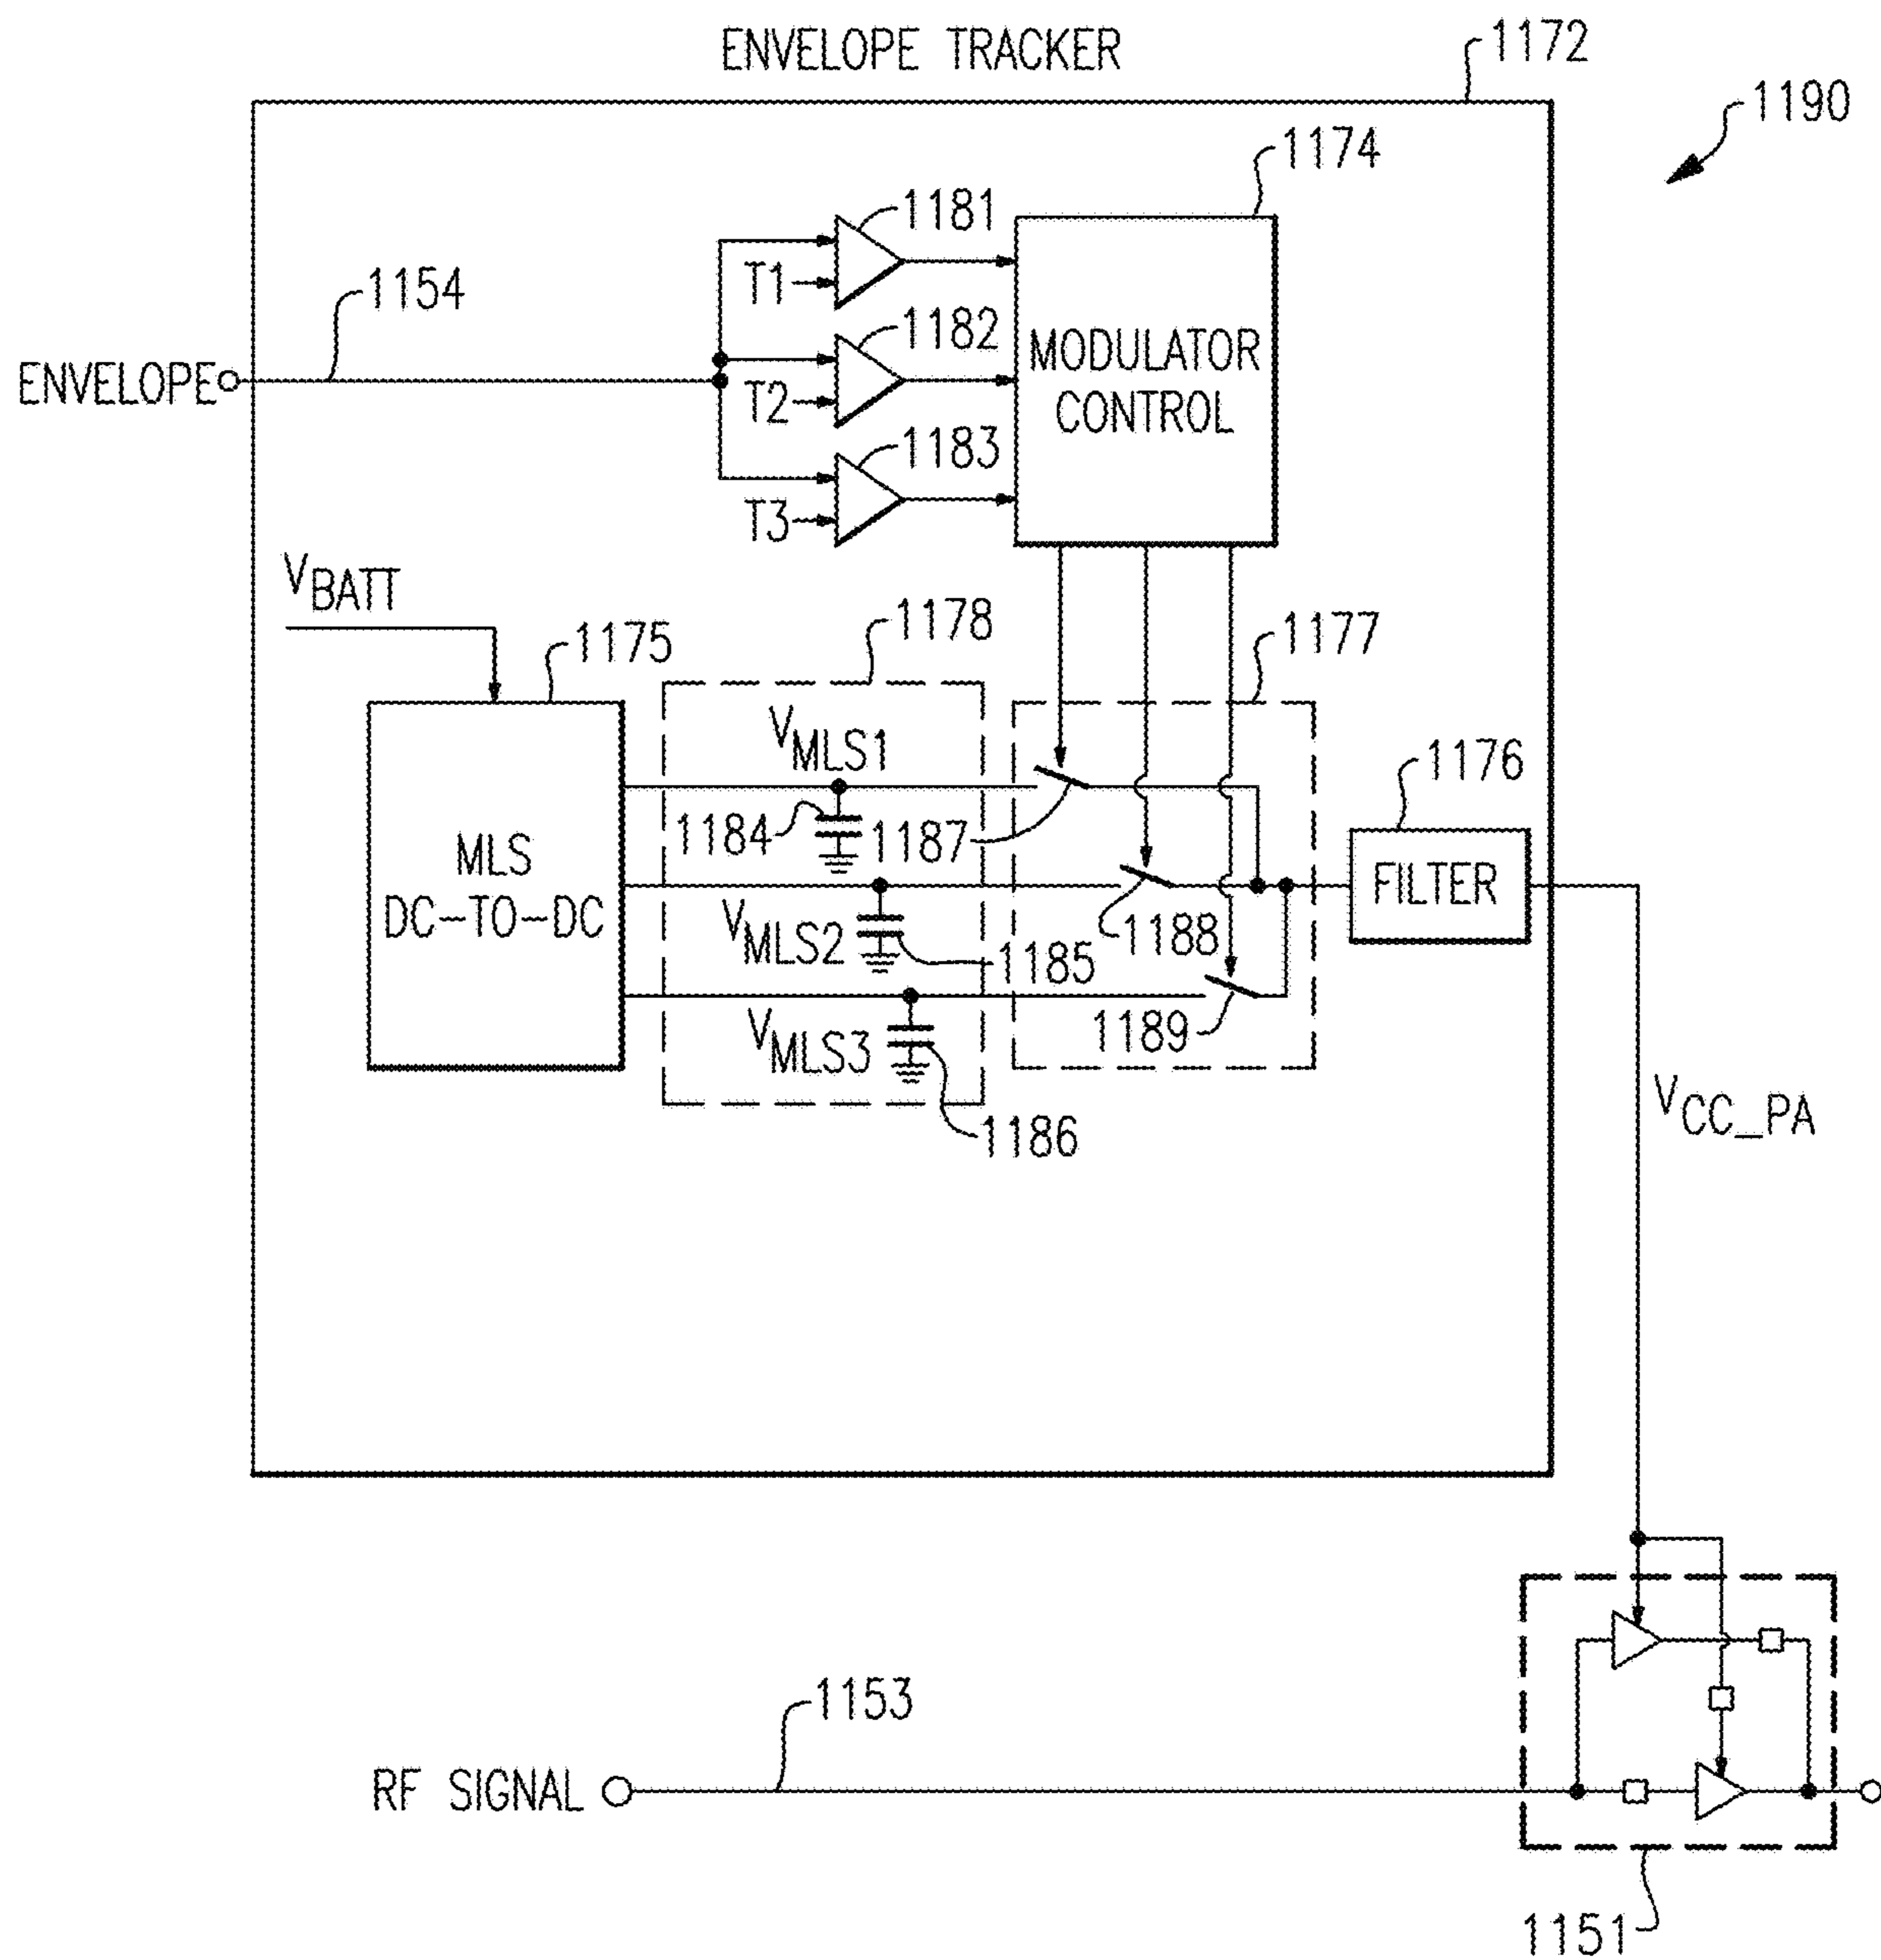 ENVELOPE TRACKER
1172
1190
1174
1181
1154
T1
1182
MODULATOR
CONTROL
ENVELOPE
T2
1183
T3
VBATT
1175
1178
1177
VMLS1
1176
1184
1187
MLS
DC-TO-DC
FILTER
VMLS2
1188
1185
VMLS3
1189
1186
VCC_PA
1153
RF SIGNAL
1151